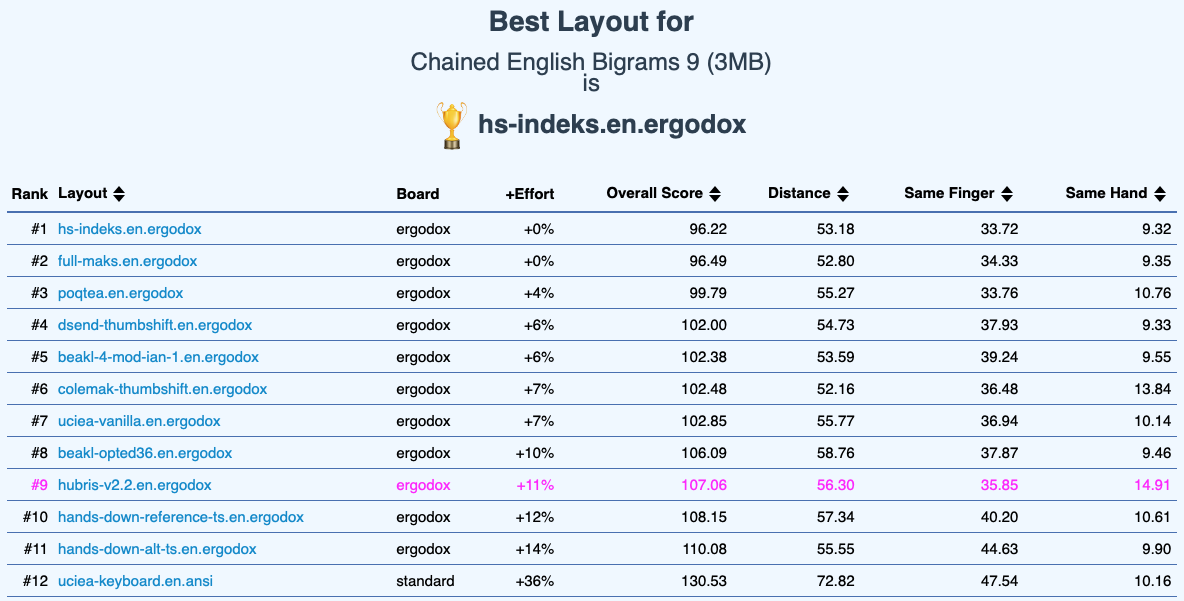 Best Layout for
Chained English Bigrams 9 (3MB)
is
hs-indeks.en.ergodox
Rank Layout Board +Effort Overall Score Distance Same Finger Same Hand
#1 hs-indeks.en.ergodox ergodox +0% 96.22 53.18 33.72 9.32
#2 full-maks.en.ergodox ergodox +0% 96.49 52.80 34.33 9.35
#3 poqtea.en.ergodox ergodox +4% 99.79 55.27 33.76 10.76
#4 dsend-thumbshift.en.ergodox ergodox +6% 102.00 54.73 37.93 9.33
#5 beakl-4-mod-ian-1.en.ergodox ergodox +6% 102.38 53.59 39.24 9.55
#6 colemak-thumbshift.en.ergodox ergodox +7% 102.48 52.16 36.48 13.84
#7 uciea-vanilla.en.ergodox ergodox +7% 102.85 55.77 36.94 10.14
#8 beakl-opted36.en.ergodox ergodox +10% 106.09 58.76 37.87 9.46
#9 hubris-v2.2.en.ergodox ergodox +11% 107.06 56.30 35.85 14.91
#10 hands-down-reference-ts.en.ergodox ergodox +12% 108.15 57.34 40.20 10.61
#11 hands-down-alt-ts.en.ergodox ergodox +14% 110.08 55.55 44.63 9.90
#12 uciea-keyboard.en.ansi standard +36% 130.53 72.82 47.54 10.16